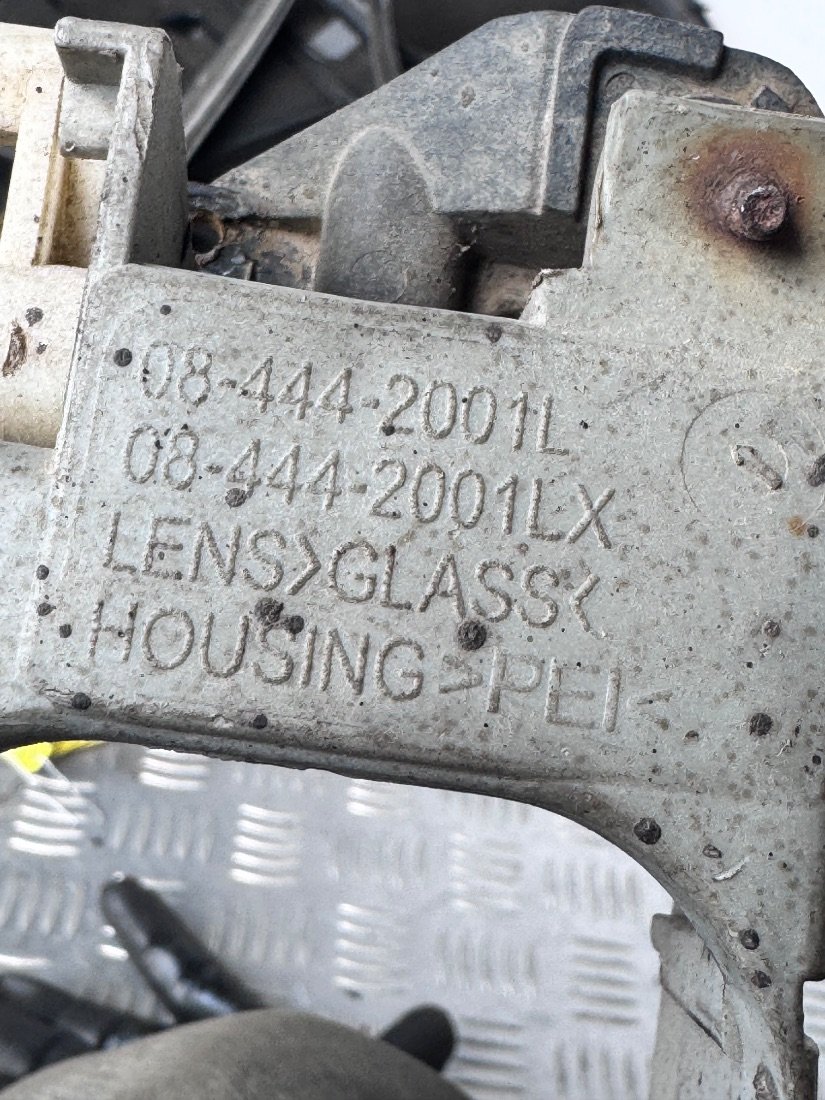 08-444-2001L
08-444-2001LX
LENS>GLASS<
HOUSING >PEI<